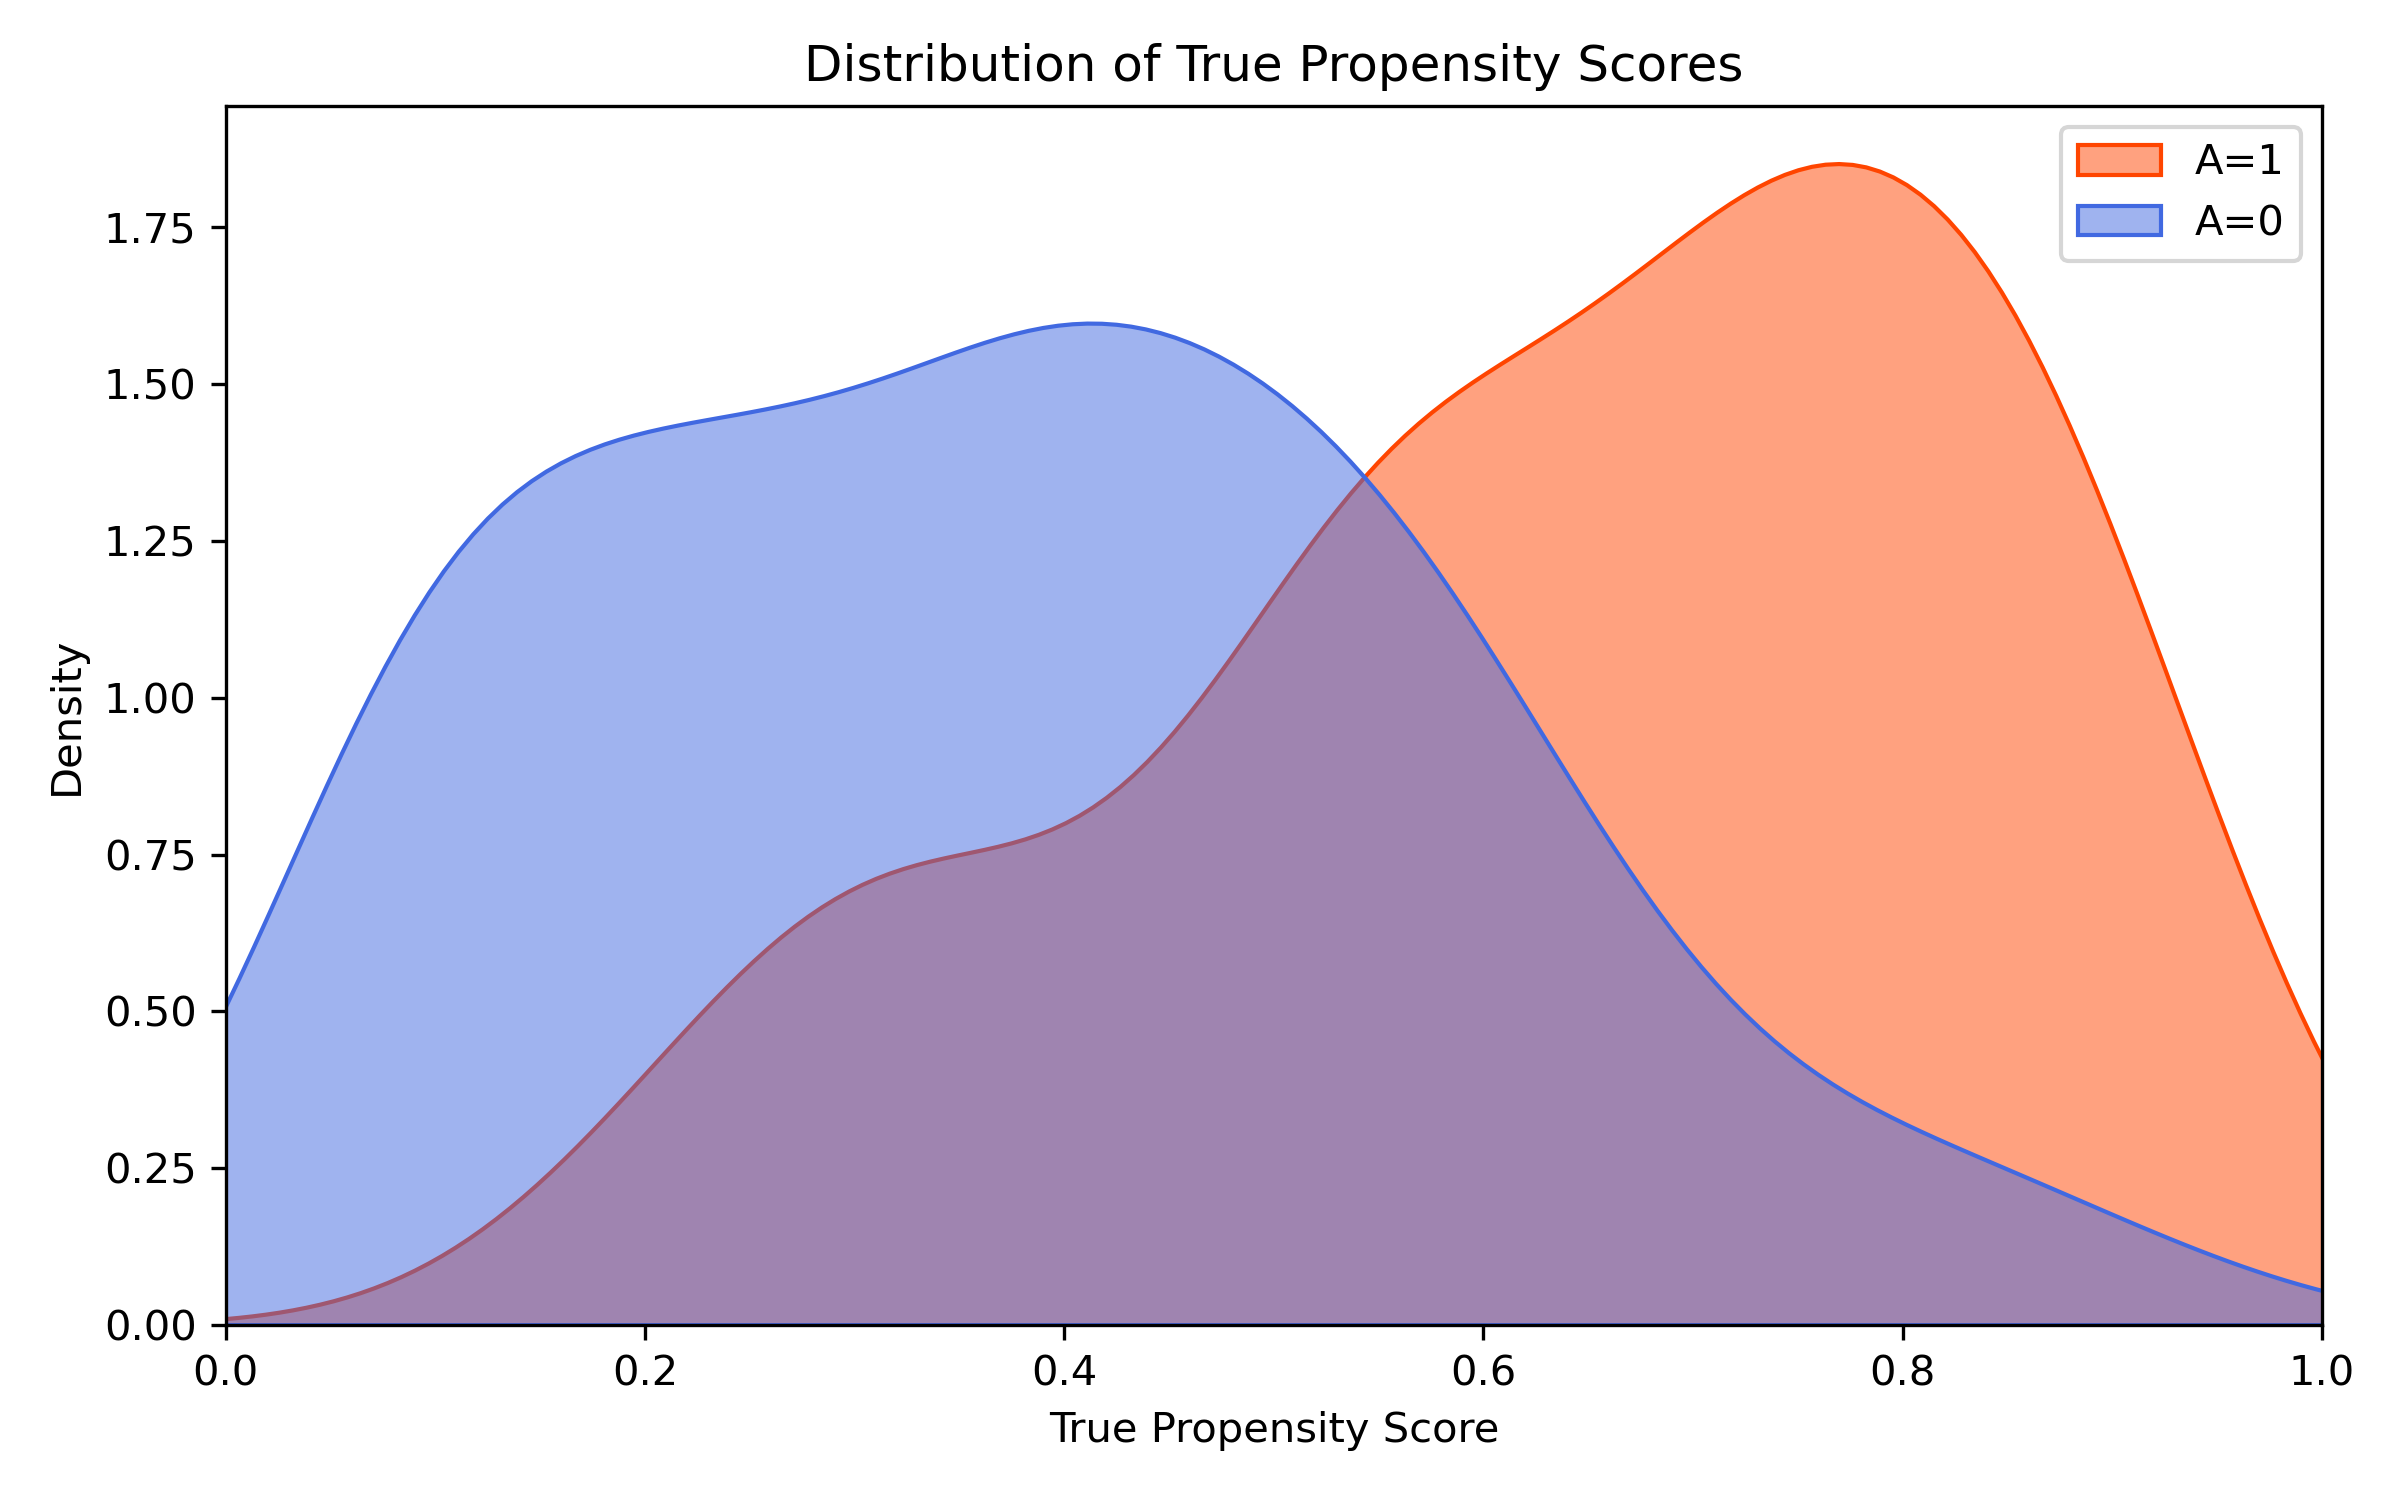 Distribution of True Propensity Scores
A=1
A=0
Density
1.75
1.50
1.25
1.00
0.75
0.50
0.25
0.00
0.0 0.2 0.4 0.6 0.8 1.0
True Propensity Score